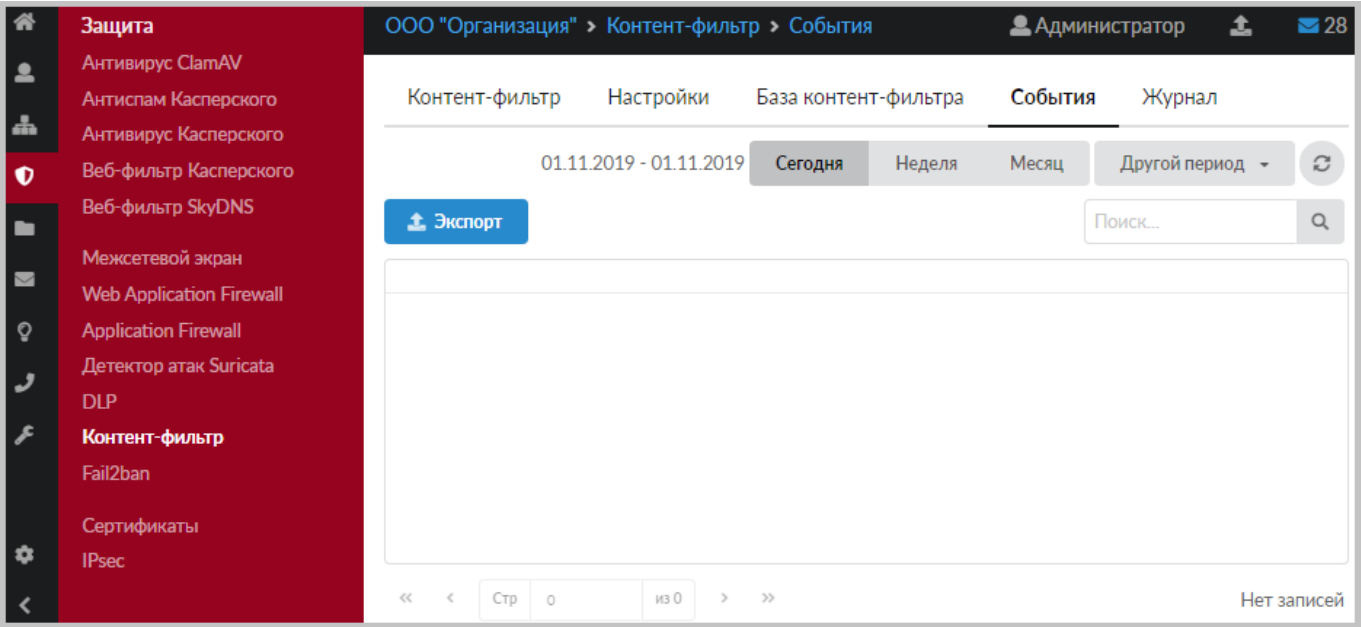 Защита
Антивирус ClamAV
Антиспам Касперского
Антивирус Касперского
Веб-фильтр Касперского
Веб-фильтр SkyDNS
Межсетевой экран
Web Application Firewall
Application Firewall
Детектор атак Suricata
DLP
Контент-фильтр
Fail2ban
Сертификаты
IPsec
ООО "Организация" > Контент-фильтр > События
Администратор
28
Контент-фильтр Настройки База контент-фильтра События Журнал
01.11.2019 - 01.11.2019 Сегодня Неделя Месяц Другой период
Экспорт Поиск...
Стр 0 из 0 Нет записей